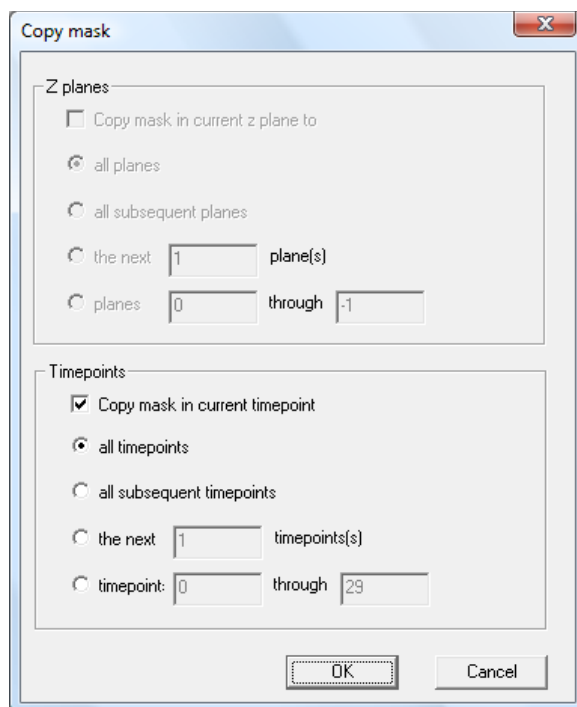 Copy mask
Z planes
Copy mask in current z plane to
all planes
all subsequent planes
the next 1 plane(s)
planes 0 through -1
Timepoints
Copy mask in current timepoint
all timepoints
all subsequent timepoints
the next 1 timepoints(s)
timepoint: 0 through 29
OK Cancel